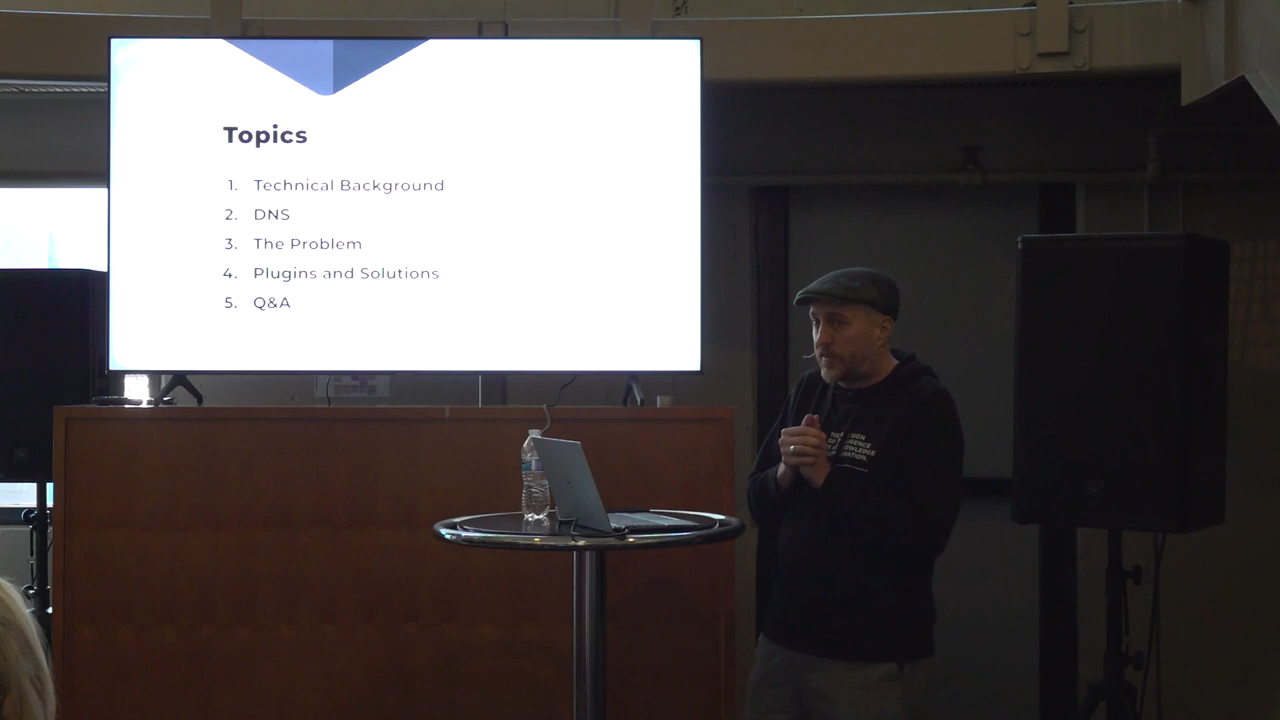 Topics
1. Technical Background
2. DNS
3. The Problem
4. Plugins and Solutions
5. Q&A